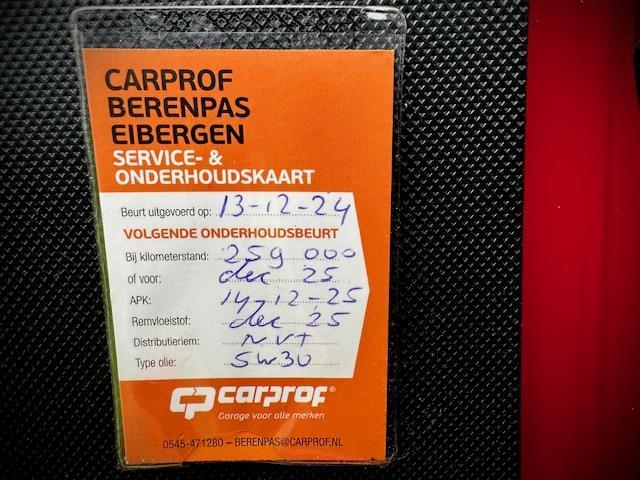 CARPROF
BERENPAS
EIBERGEN
SERVICE- &
ONDERHOUDSKAART
Beurt uitgevoerd op: 13-12-24
VOLGENDE ONDERHOUDSBEURT
Bij kilometerstand: 259 000
of voor: dec 25
APK: 14-12-25
Remvloeistof: dec 25
Distributieriem: NVT
Type olie: 5W30
cp carprof®
Garage voor alle merken
0545-471280 – BERENPAS@CARPROF.NL